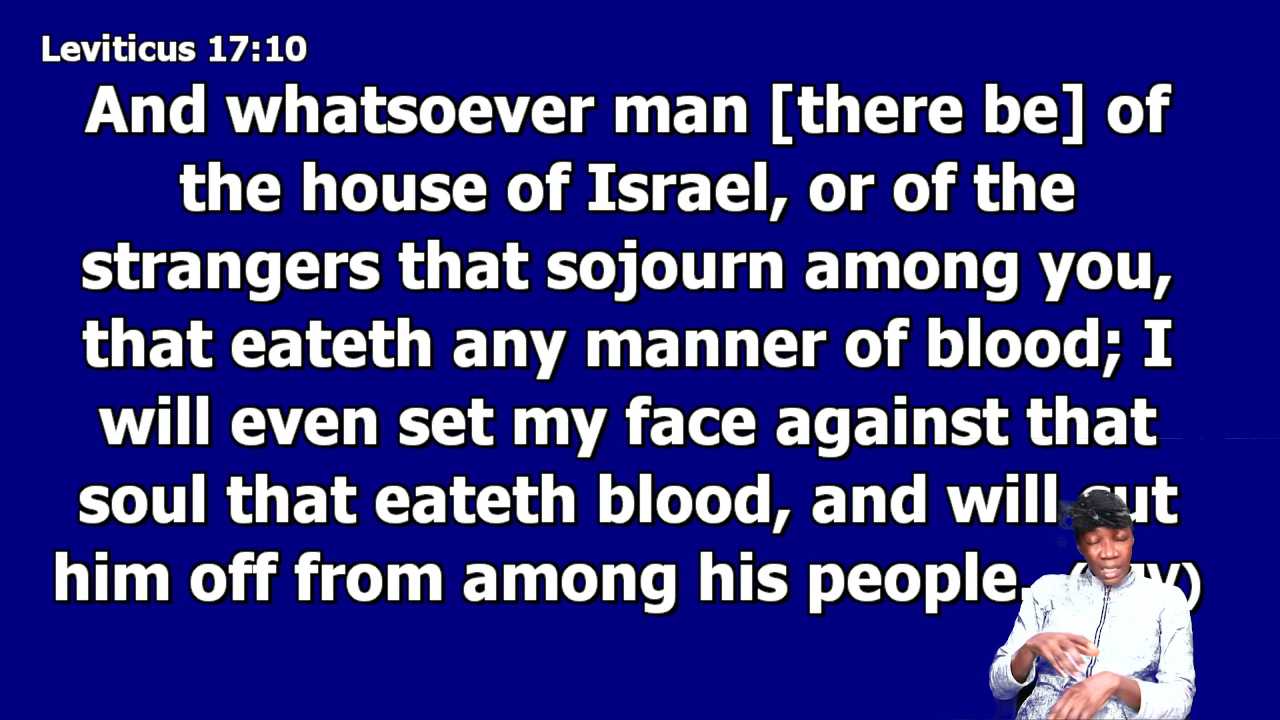 Leviticus 17:10
And whatsoever man [there be] of
the house of Israel, or of the
strangers that sojourn among you,
that eateth any manner of blood; I
will even set my face against that
soul that eateth blood, and will cut
him off from among his people.